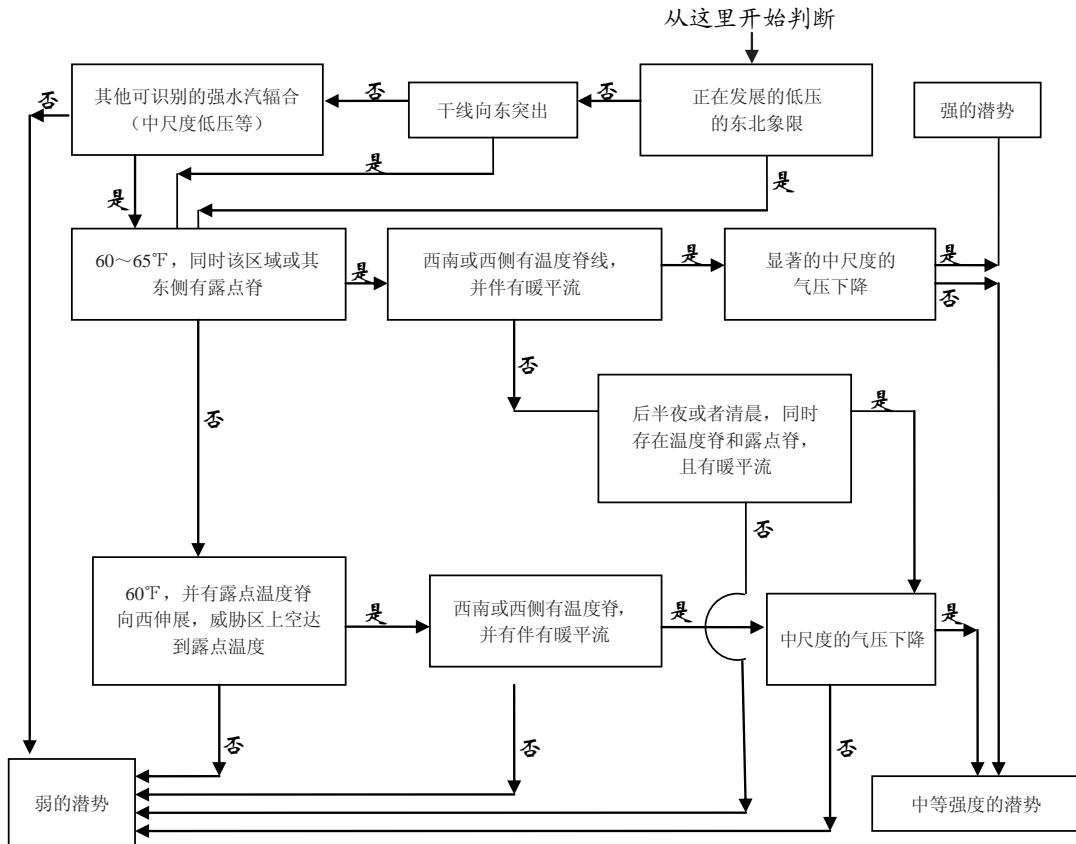 从这里开始判断
正在发展的低压
的东北象限
否
干线向东突出
否
其他可识别的强水汽辐合
（中尺度低压等）
否
强的潜势
是
是
是
60～65℉，同时该区域或其
东侧有露点脊
是
西南或西侧有温度脊线，
并伴有暖平流
是
显著的中尺度的
气压下降
是
否
否
否
后半夜或者清晨，同时
存在温度脊和露点脊，
且有暖平流
是
否
60℉，并有露点温度脊
向西伸展，威胁区上空达
到露点温度
是
西南或西侧有温度脊，
并有伴有暖平流
是
中尺度的气压下降
是
否
否
否
弱的潜势
中等强度的潜势